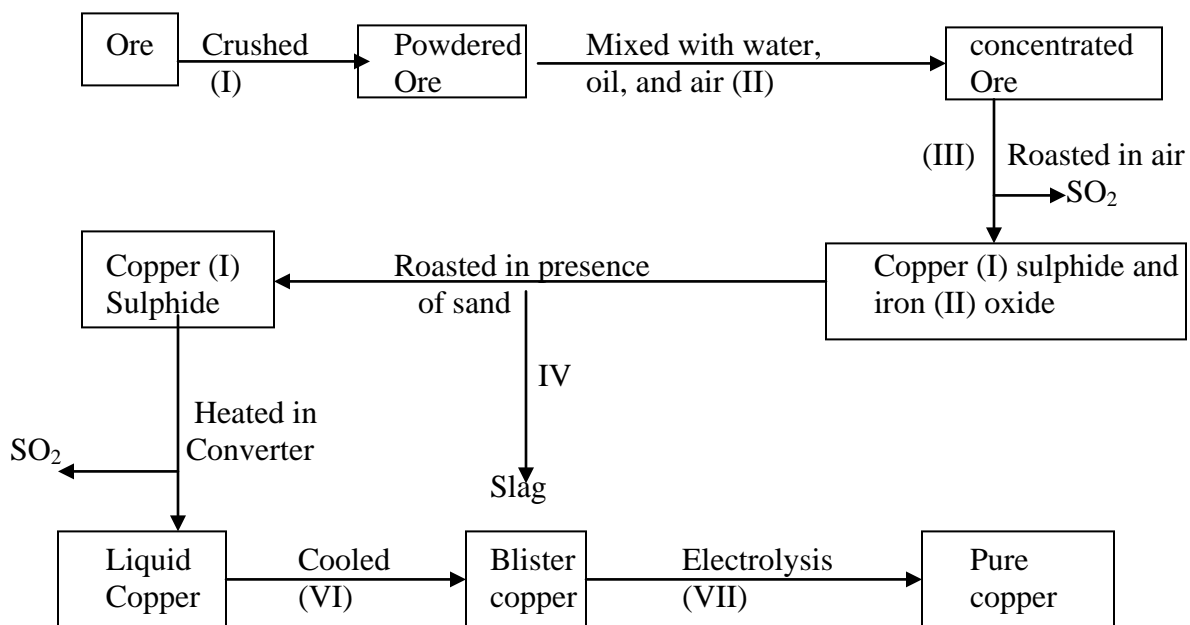 Ore
Crushed
(I)
Powdered
Ore
Mixed with water,
oil, and air (II)
concentrated
Ore
(III)
Roasted in air
SO₂
Copper (I) sulphide and
iron (II) oxide
Roasted in presence
of sand
IV
Slag
Copper (I)
Sulphide
Heated in
Converter
SO₂
Liquid
Copper
Cooled
(VI)
Blister
copper
Electrolysis
(VII)
Pure
copper